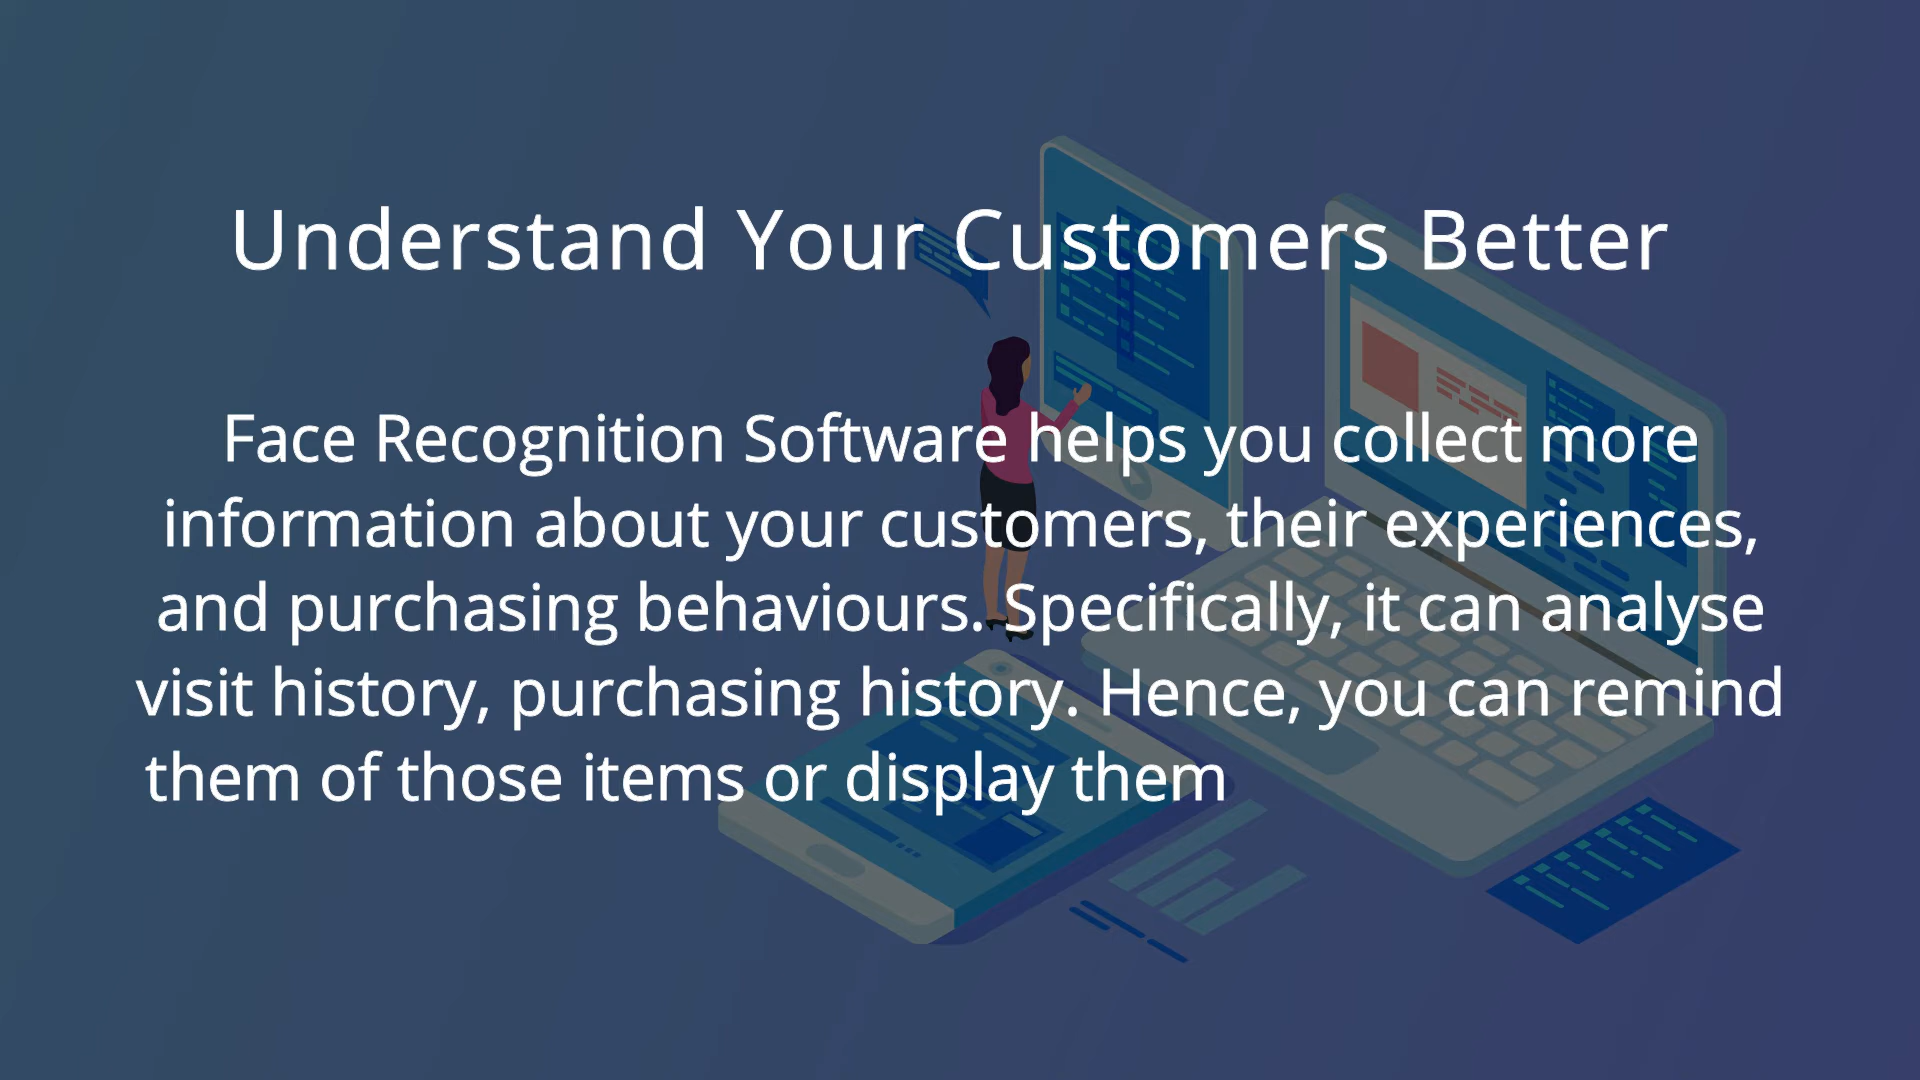 Understand Your Customers Better
Face Recognition Software helps you collect more
information about your customers, their experiences,
and purchasing behaviours. Specifically, it can analyse
visit history, purchasing history. Hence, you can remind
them of those items or display them